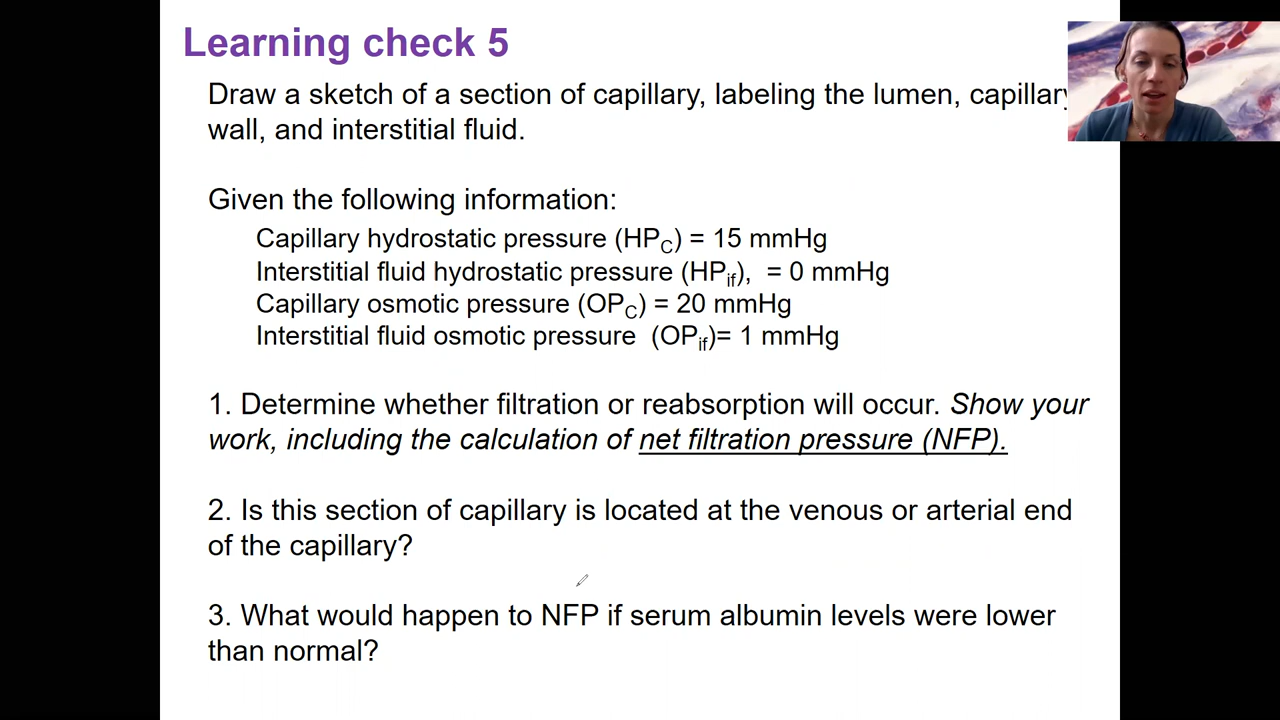 Learning check 5
Draw a sketch of a section of capillary, labeling the lumen, capillary
wall, and interstitial fluid.
Given the following information:
Capillary hydrostatic pressure (HPC) = 15 mmHg
Interstitial fluid hydrostatic pressure (HPif),  = 0 mmHg
Capillary osmotic pressure (OPC) = 20 mmHg
Interstitial fluid osmotic pressure  (OPif)= 1 mmHg
1. Determine whether filtration or reabsorption will occur. Show your
work, including the calculation of net filtration pressure (NFP).
2. Is this section of capillary is located at the venous or arterial end
of the capillary?
3. What would happen to NFP if serum albumin levels were lower
than normal?